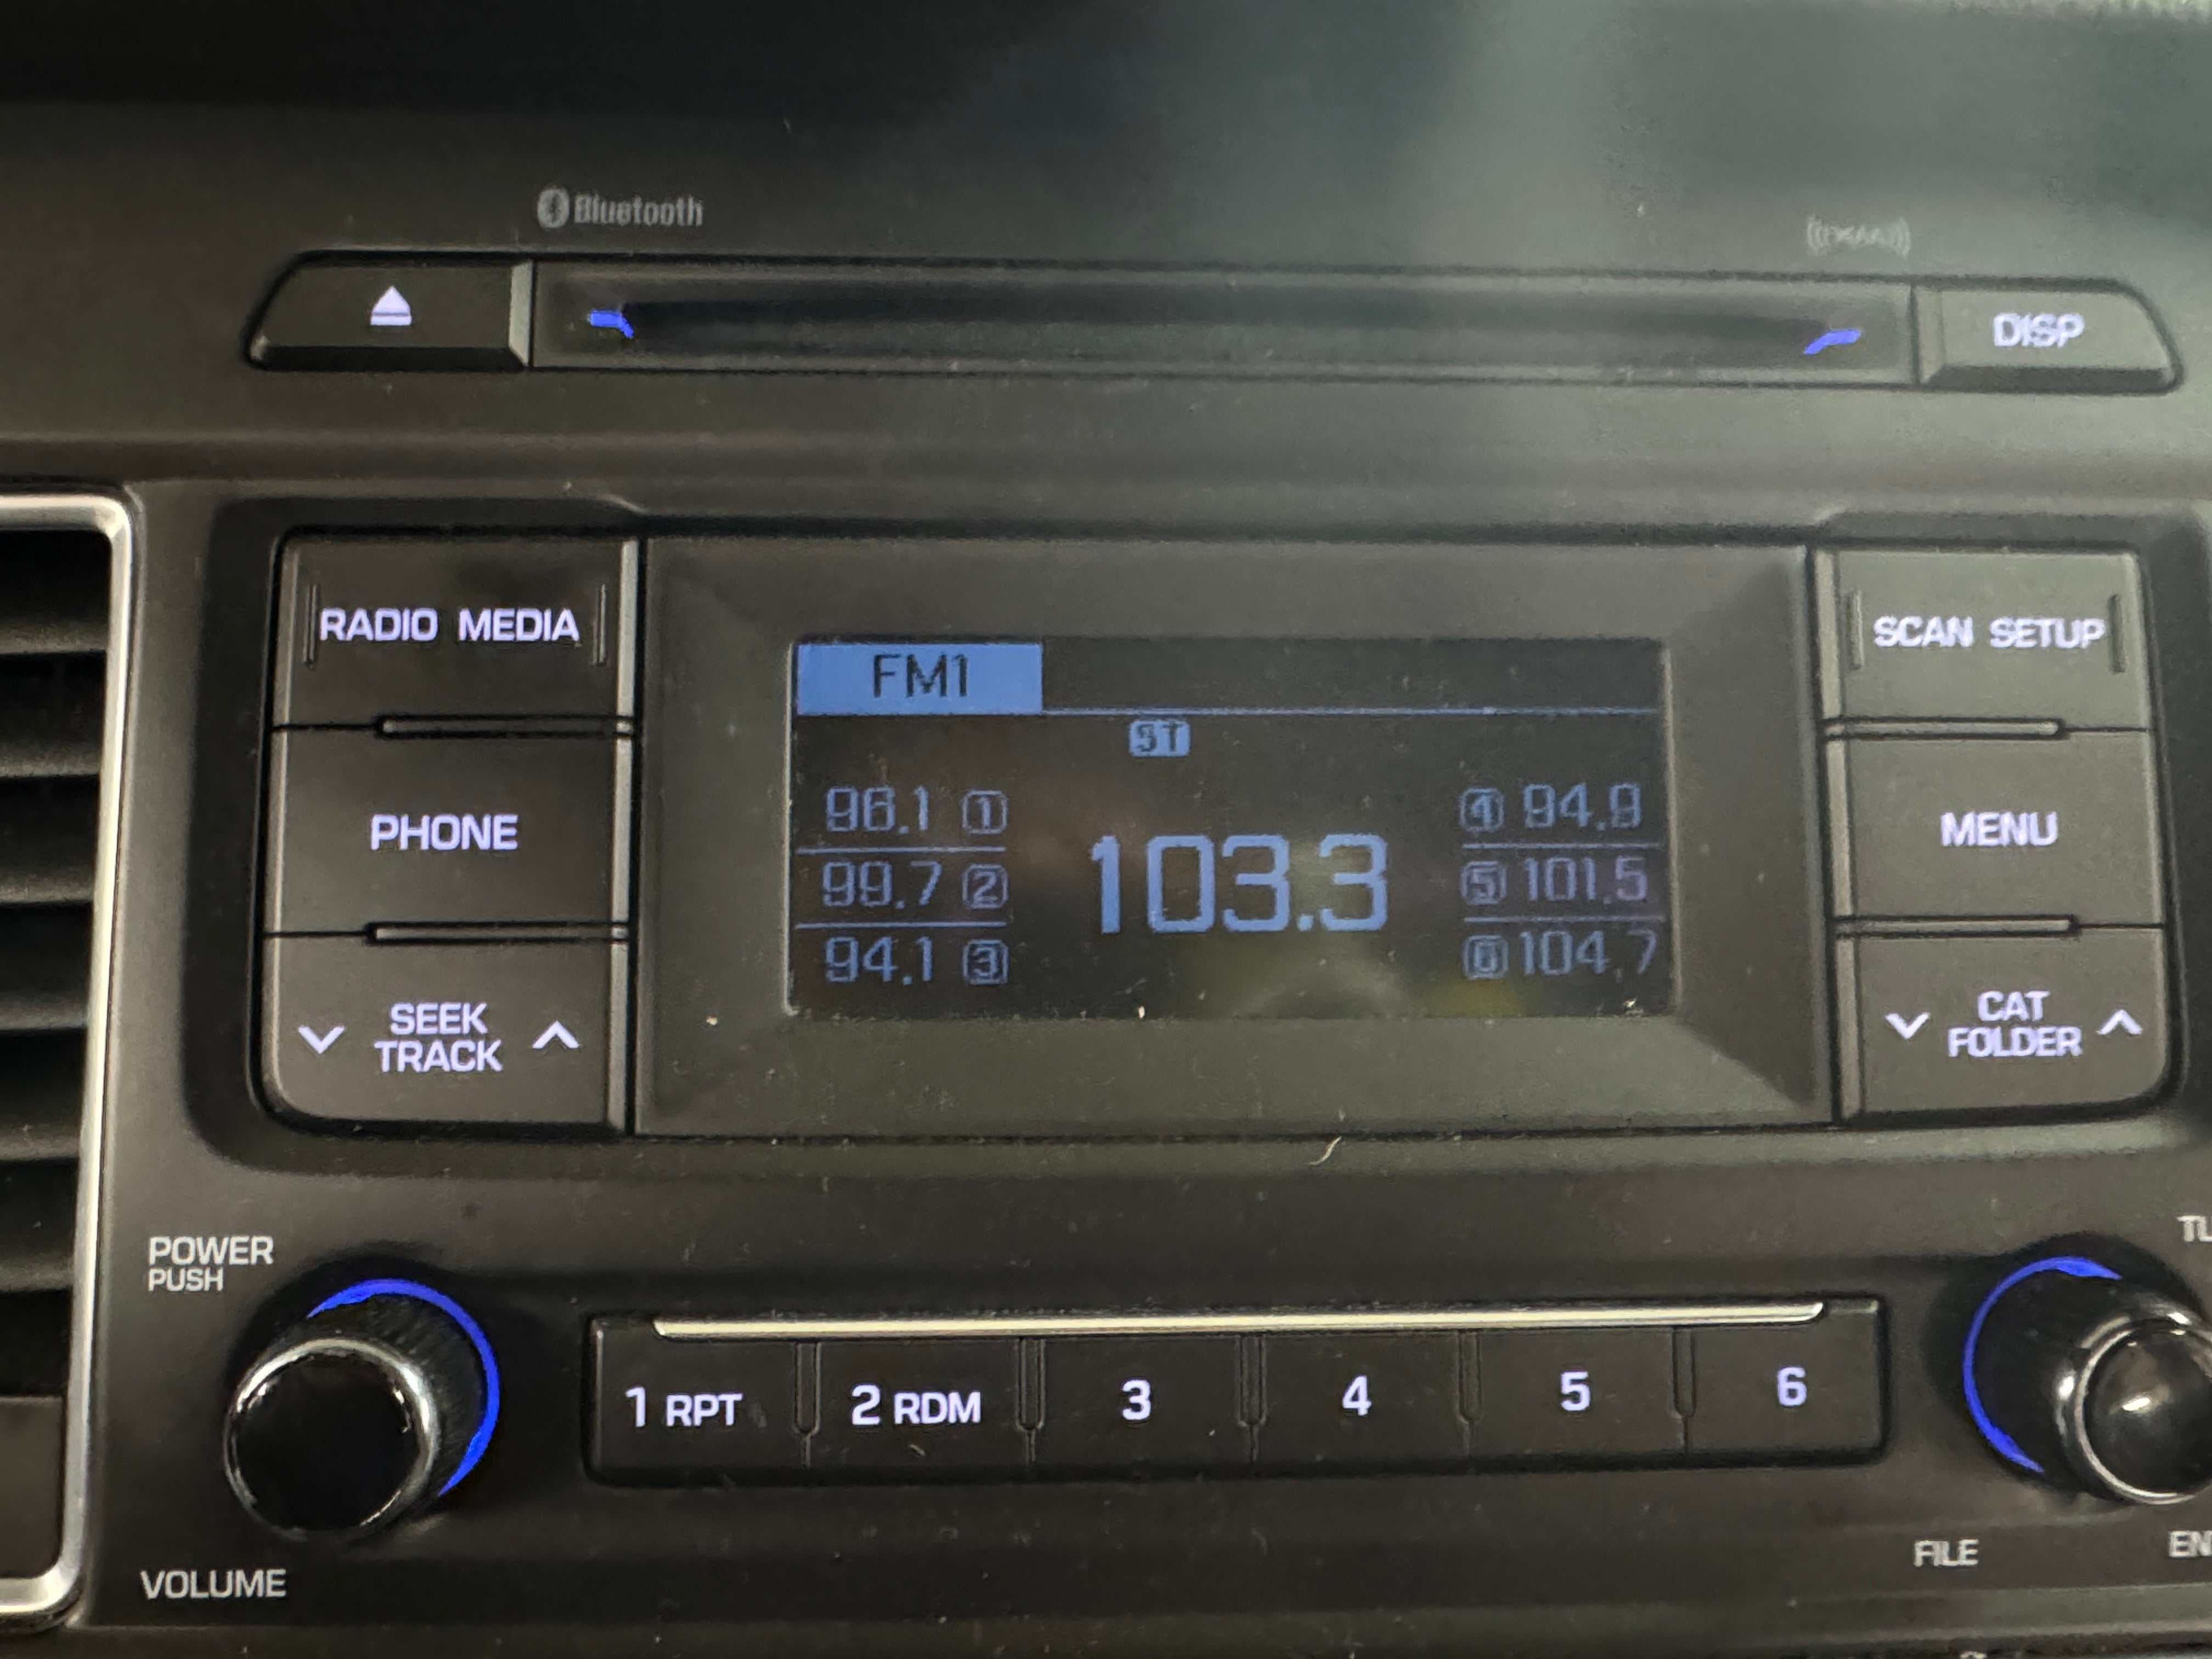 Bluetooth
DISP
RADIO MEDIA
SCAN SETUP
FM1
ST
PHONE
MENU
96.1 1
4 94.9
103.3
99.7 2
5 101.5
94.1 3
6 104.7
SEEK
TRACK
CAT
FOLDER
POWER
PUSH
1 RPT
2 RDM
3
4
5
6
VOLUME
FILE